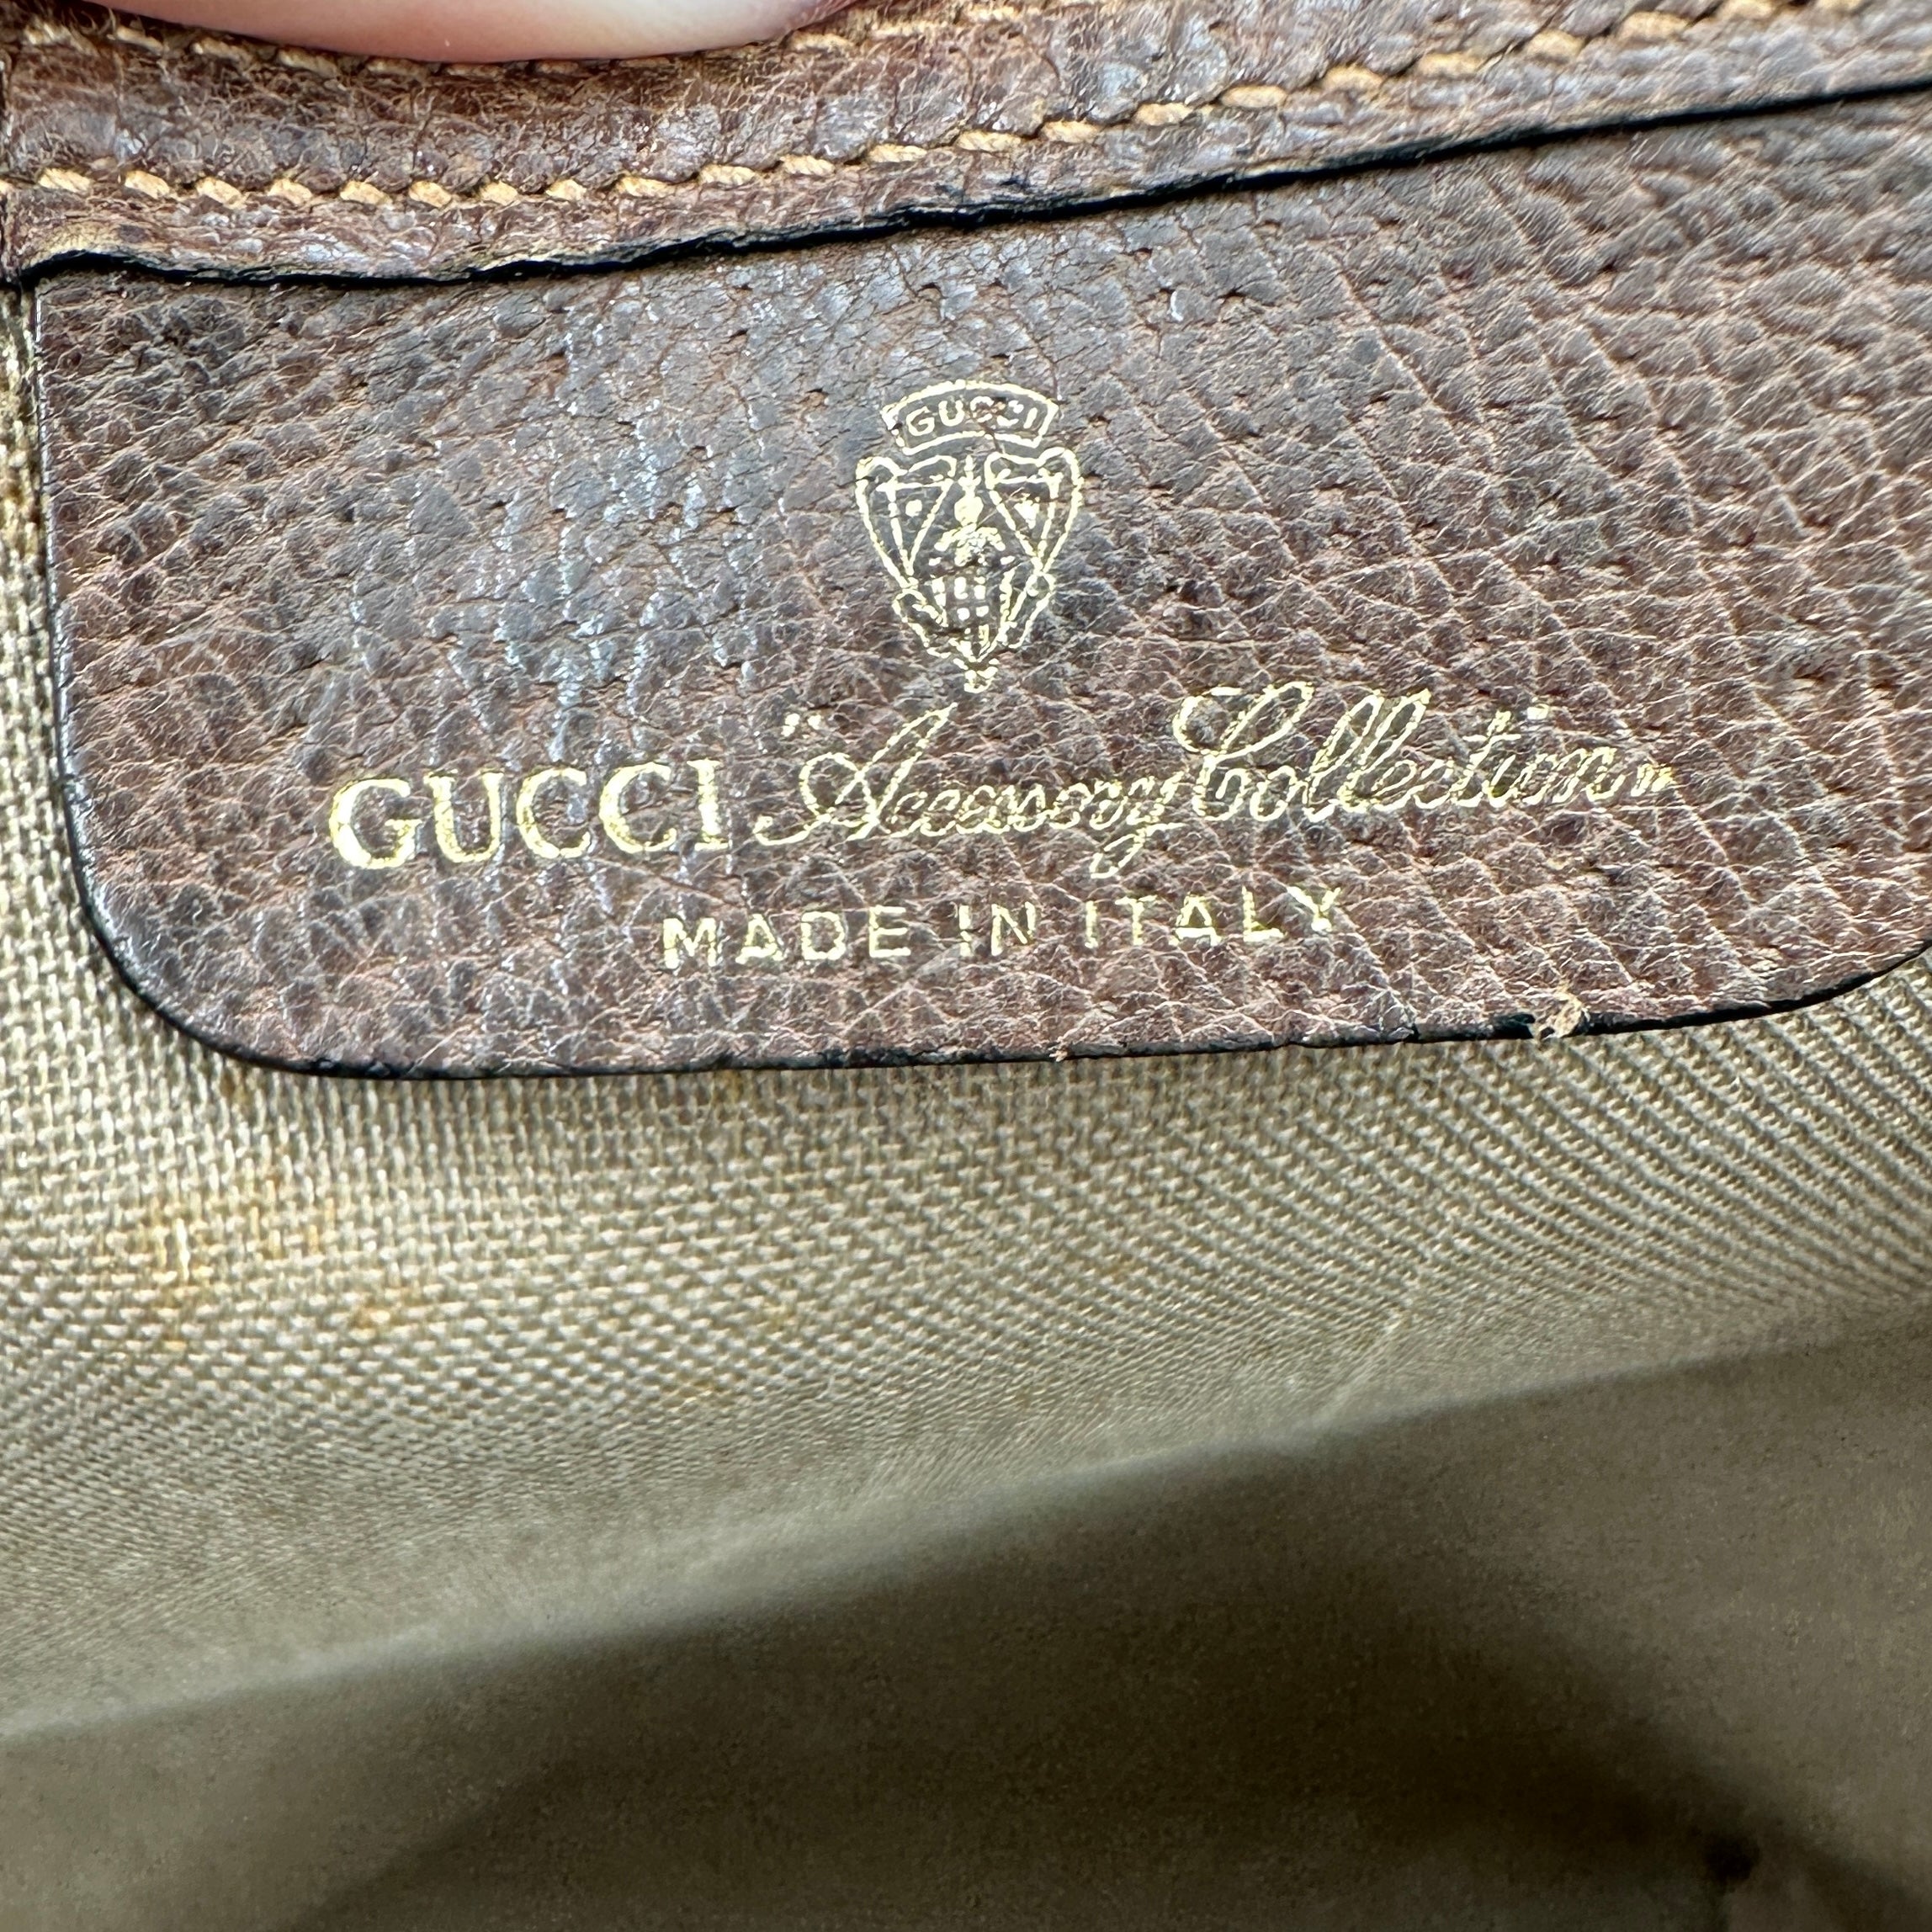 GUCCI
GUCCI "Accessory Collection"
MADE IN ITALY